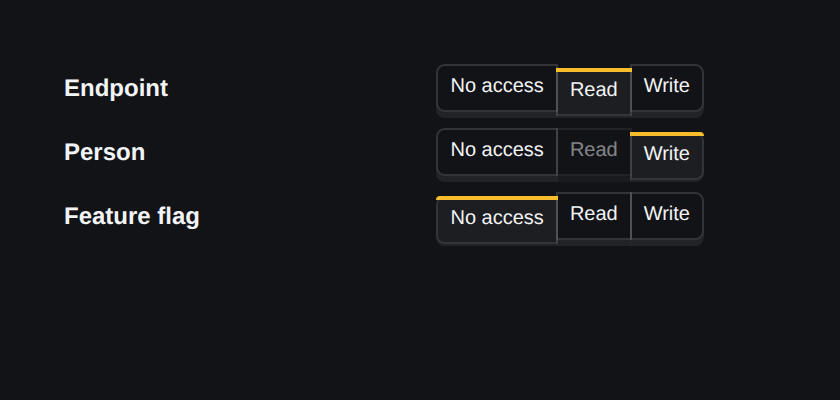 Endpoint No access Read Write
Person No access Read Write
Feature flag No access Read Write